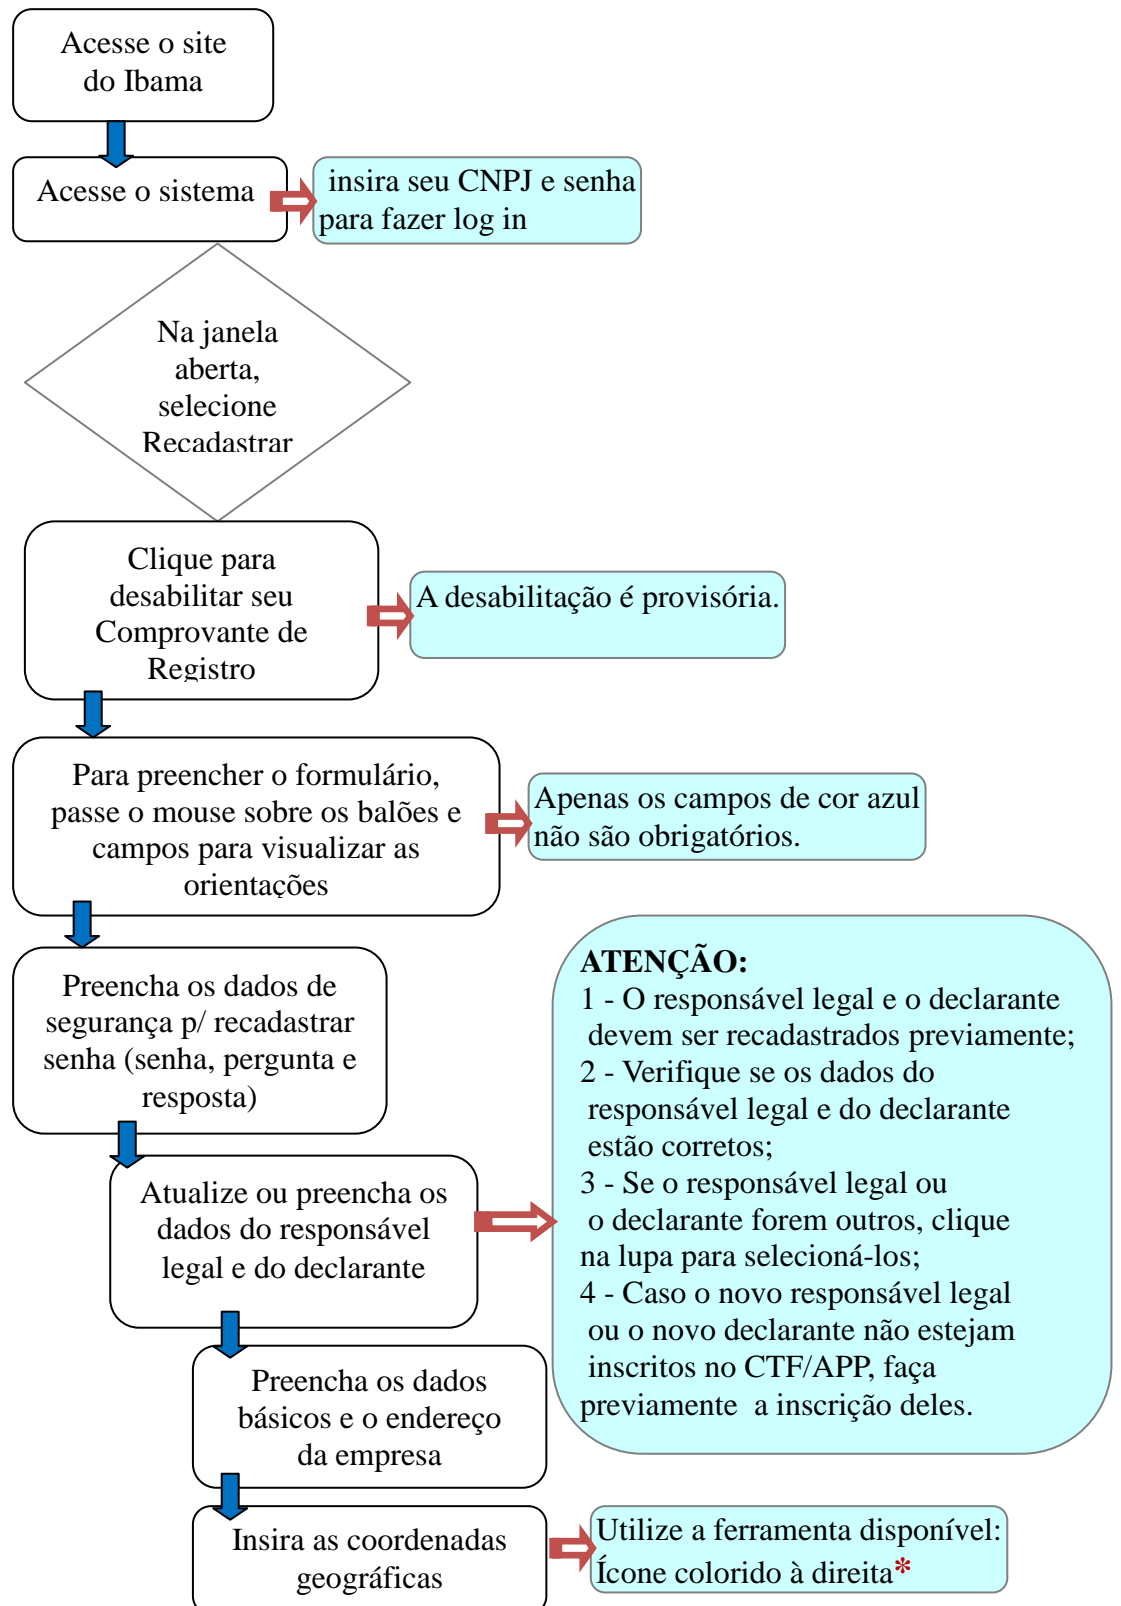 Acesse o site
do Ibama
Acesse o sistema
insira seu CNPJ e senha
para fazer log in
Na janela
aberta,
selecione
Recadastrar
Clique para
desabilitar seu
Comprovante de
Registro
A desabilitação é provisória.
Para preencher o formulário,
passe o mouse sobre os balões e
campos para visualizar as
orientações
Apenas os campos de cor azul
não são obrigatórios.
Preencha os dados de
segurança p/ recadastrar
senha (senha, pergunta e
resposta)
Atualize ou preencha os
dados do responsável
legal e do declarante
ATENÇÃO:
1 - O responsável legal e o declarante
devem ser recadastrados previamente;
2 - Verifique se os dados do
responsável legal e do declarante
estão corretos;
3 - Se o responsável legal ou
o declarante forem outros, clique
na lupa para selecioná-los;
4 - Caso o novo responsável legal
ou o novo declarante não estejam
inscritos no CTF/APP, faça
previamente  a inscrição deles.
Preencha os dados
básicos e o endereço
da empresa
Insira as coordenadas
geográficas
Utilize a ferramenta disponível:
Ícone colorido à direita*